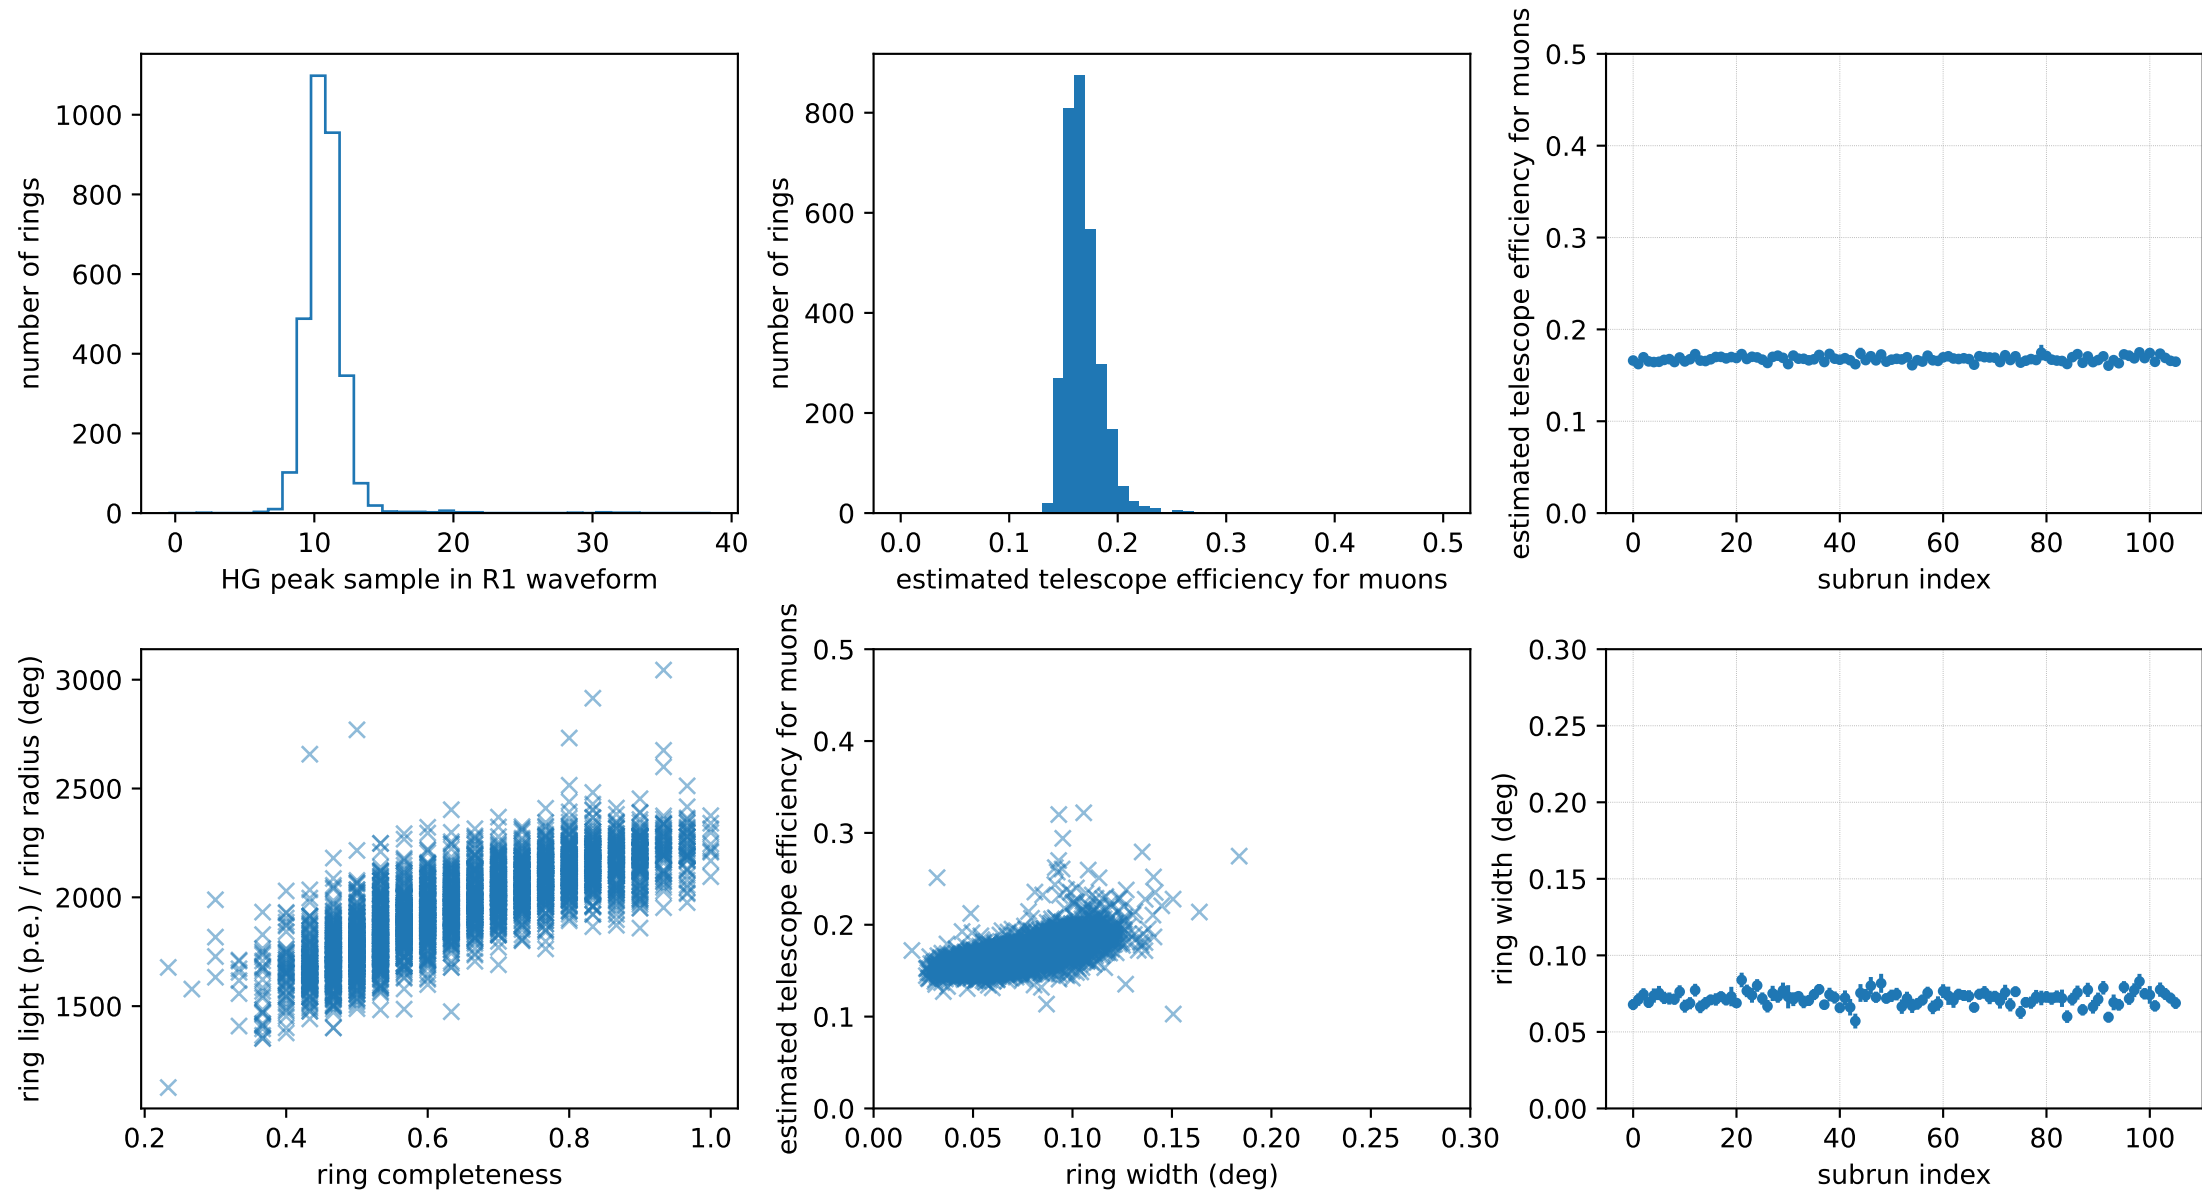 1000
800
600
400
200
0
number of rings
0 10 20 30 40
HG peak sample in R1 waveform
800
600
400
200
0
number of rings
0.0 0.1 0.2 0.3 0.4 0.5
estimated telescope efficiency for muons
0.5
0.4
0.3
0.2
0.1
0.0
estimated telescope efficiency for muons
0 20 40 60 80 100
subrun index
3000
2500
2000
1500
ring light (p.e.) / ring radius (deg)
0.2 0.4 0.6 0.8 1.0
ring completeness
0.5
0.4
0.3
0.2
0.1
0.0
estimated telescope efficiency for muons
0.00 0.05 0.10 0.15 0.20 0.25 0.30
ring width (deg)
0.30
0.25
0.20
0.15
0.10
0.05
0.00
ring width (deg)
0 20 40 60 80 100
subrun index